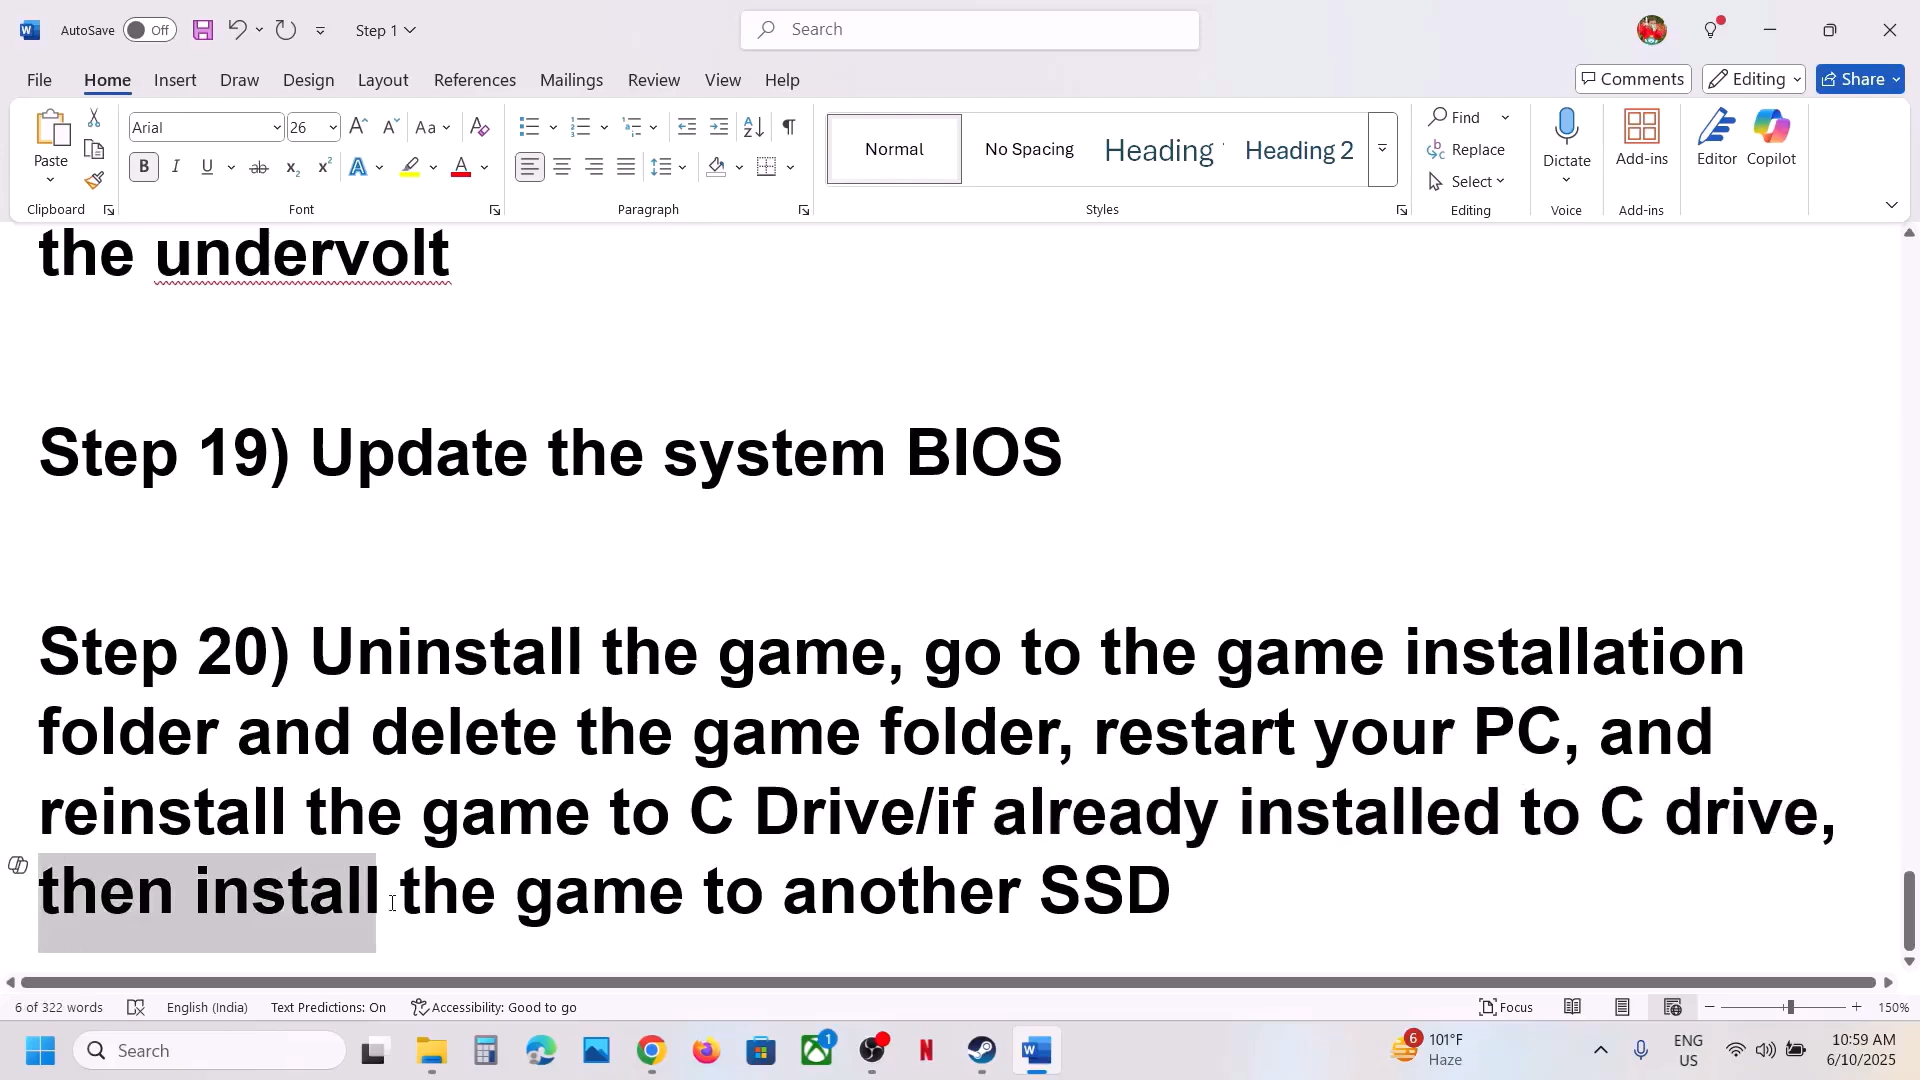 AutoSave Off Step 1 Search
File Home Insert Draw Design Layout References Mailings Review View Help Comments Editing Share
Paste Arial 26 Aa Normal No Spacing Heading Heading 2 Find Replace Select Dictate Add-ins Editor Copilot
Clipboard Font Paragraph Styles Editing Voice Add-ins
the undervolt
Step 19) Update the system BIOS
Step 20) Uninstall the game, go to the game installation
folder and delete the game folder, restart your PC, and
reinstall the game to C Drive/if already installed to C drive,
then install the game to another SSD
6 of 322 words English (India) Text Predictions: On Accessibility: Good to go Focus 150%
Search 1 6 101°F Haze ENG US 10:59 AM 6/10/2025